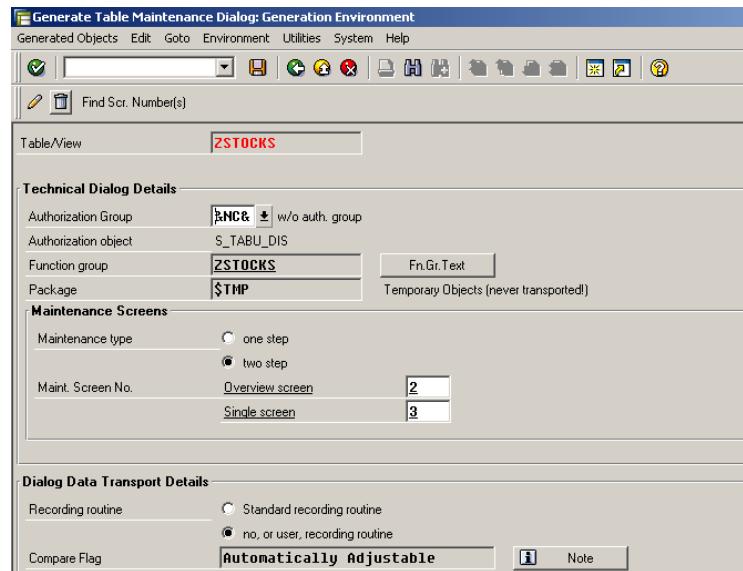 Generate Table Maintenance Dialog: Generation Environment
Generated Objects Edit Goto Environment Utilities System Help
Find Scr. Number(s)
Table/View ZSTOCKS
Technical Dialog Details
Authorization Group &NC& w/o auth. group
Authorization object S_TABU_DIS
Function group ZSTOCKS Fn.Gr.Text
Package $TMP Temporary Objects (never transported!)
Maintenance Screens
Maintenance type one step
two step
Maint. Screen No. Overview screen 2
Single screen 3
Dialog Data Transport Details
Recording routine Standard recording routine
no, or user, recording routine
Compare Flag Automatically Adjustable Note